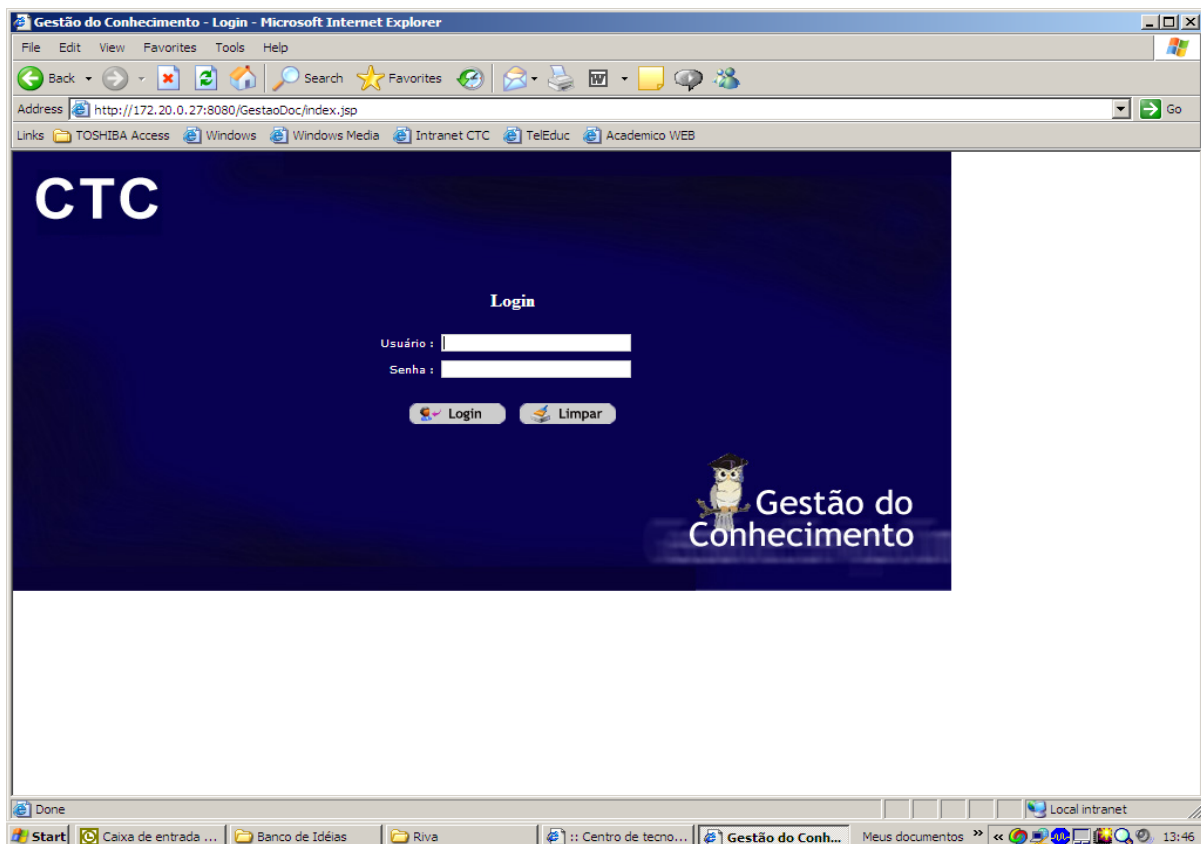 Gestão do Conhecimento - Login - Microsoft Internet Explorer
File Edit View Favorites Tools Help
Back Search Favorites
Address http://172.20.0.27:8080/GestaoDoc/index.jsp Go
Links TOSHIBA Access Windows Windows Media Intranet CTC TelEduc Academico WEB
CTC
Login
Usuário :
Senha :
Login Limpar
Gestão do
Conhecimento
Done Local intranet
Start Caixa de entrada ... Banco de Idéias Riva :: Centro de tecno... Gestão do Conh... Meus documentos » « 13:46